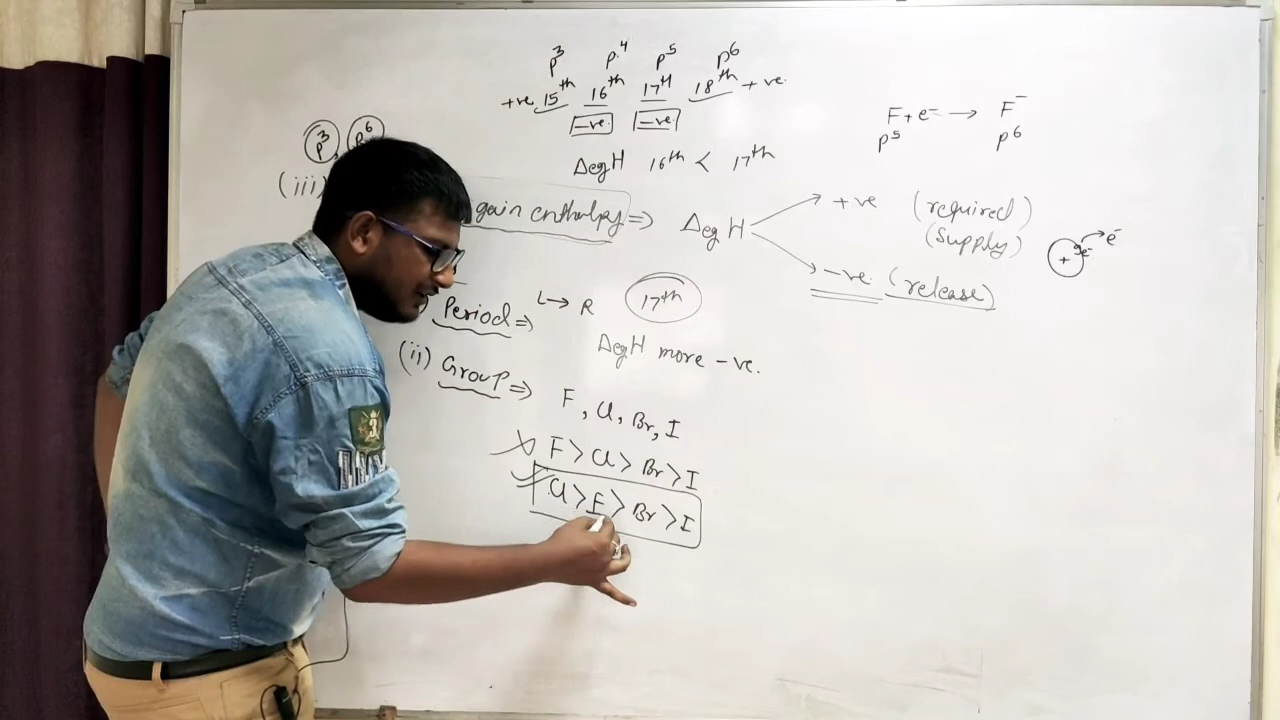 p³ p⁴ p⁵ p⁶
+ve 15th 16th 17th 18th +ve.
-ve. -ve.
ΔegH 16th < 17th
F + e⁻ → F⁻
p⁵ p⁶
p³, p⁶
(iii) gain enthalpy ⇒ ΔegH
+ve (required)
(supply)
-ve. (release)
+ 9e⁻ e⁻
Period ⇒ L → R 17th
ΔegH more -ve.
(ii) Group ⇒ F, Cl, Br, I
F > Cl > Br > I
Cl > F > Br > I
3